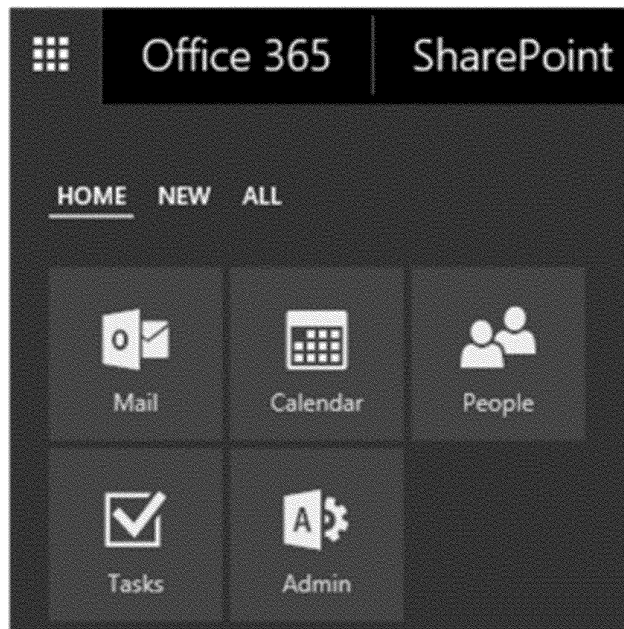 Office 365 SharePoint
HOME NEW ALL
Mail Calendar People
Tasks Admin